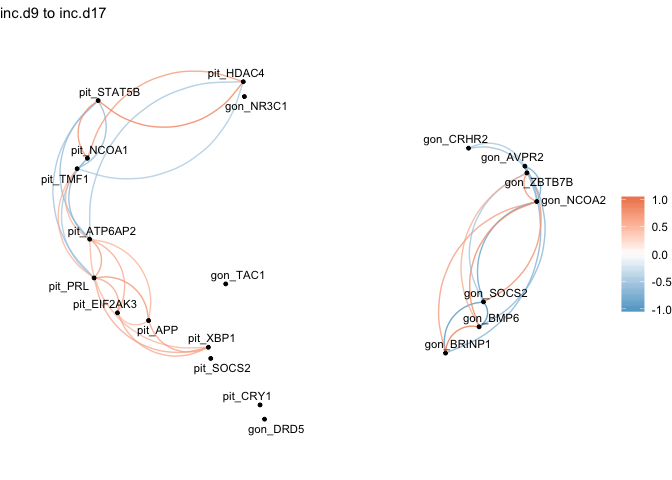 inc.d9 to inc.d17
pit_HDAC4
pit_STAT5B
gon_NR3C1
gon_CRHR2
pit_NCOA1
gon_AVPR2
pit_TMF1
gon_ZBTB7B
gon_NCOA2
1.0
0.5
0.0
-0.5
-1.0
pit_ATP6AP2
gon_TAC1
pit_PRL
gon_SOCS2
pit_EIF2AK3
gon_BMP6
pit_APP
pit_XBP1
gon_BRINP1
pit_SOCS2
pit_CRY1
gon_DRD5